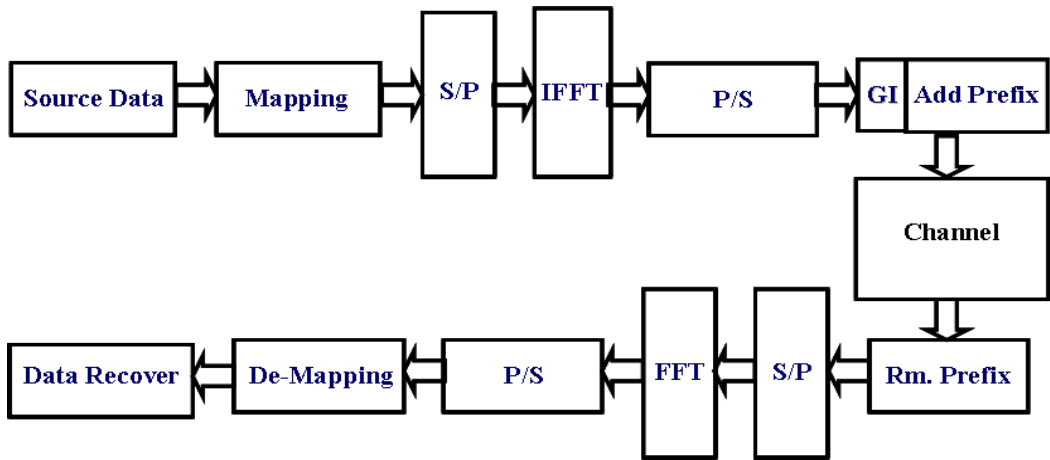 Source Data
Mapping
S/P
IFFT
P/S
GI
Add Prefix
Channel
Data Recover
De-Mapping
P/S
FFT
S/P
Rm. Prefix